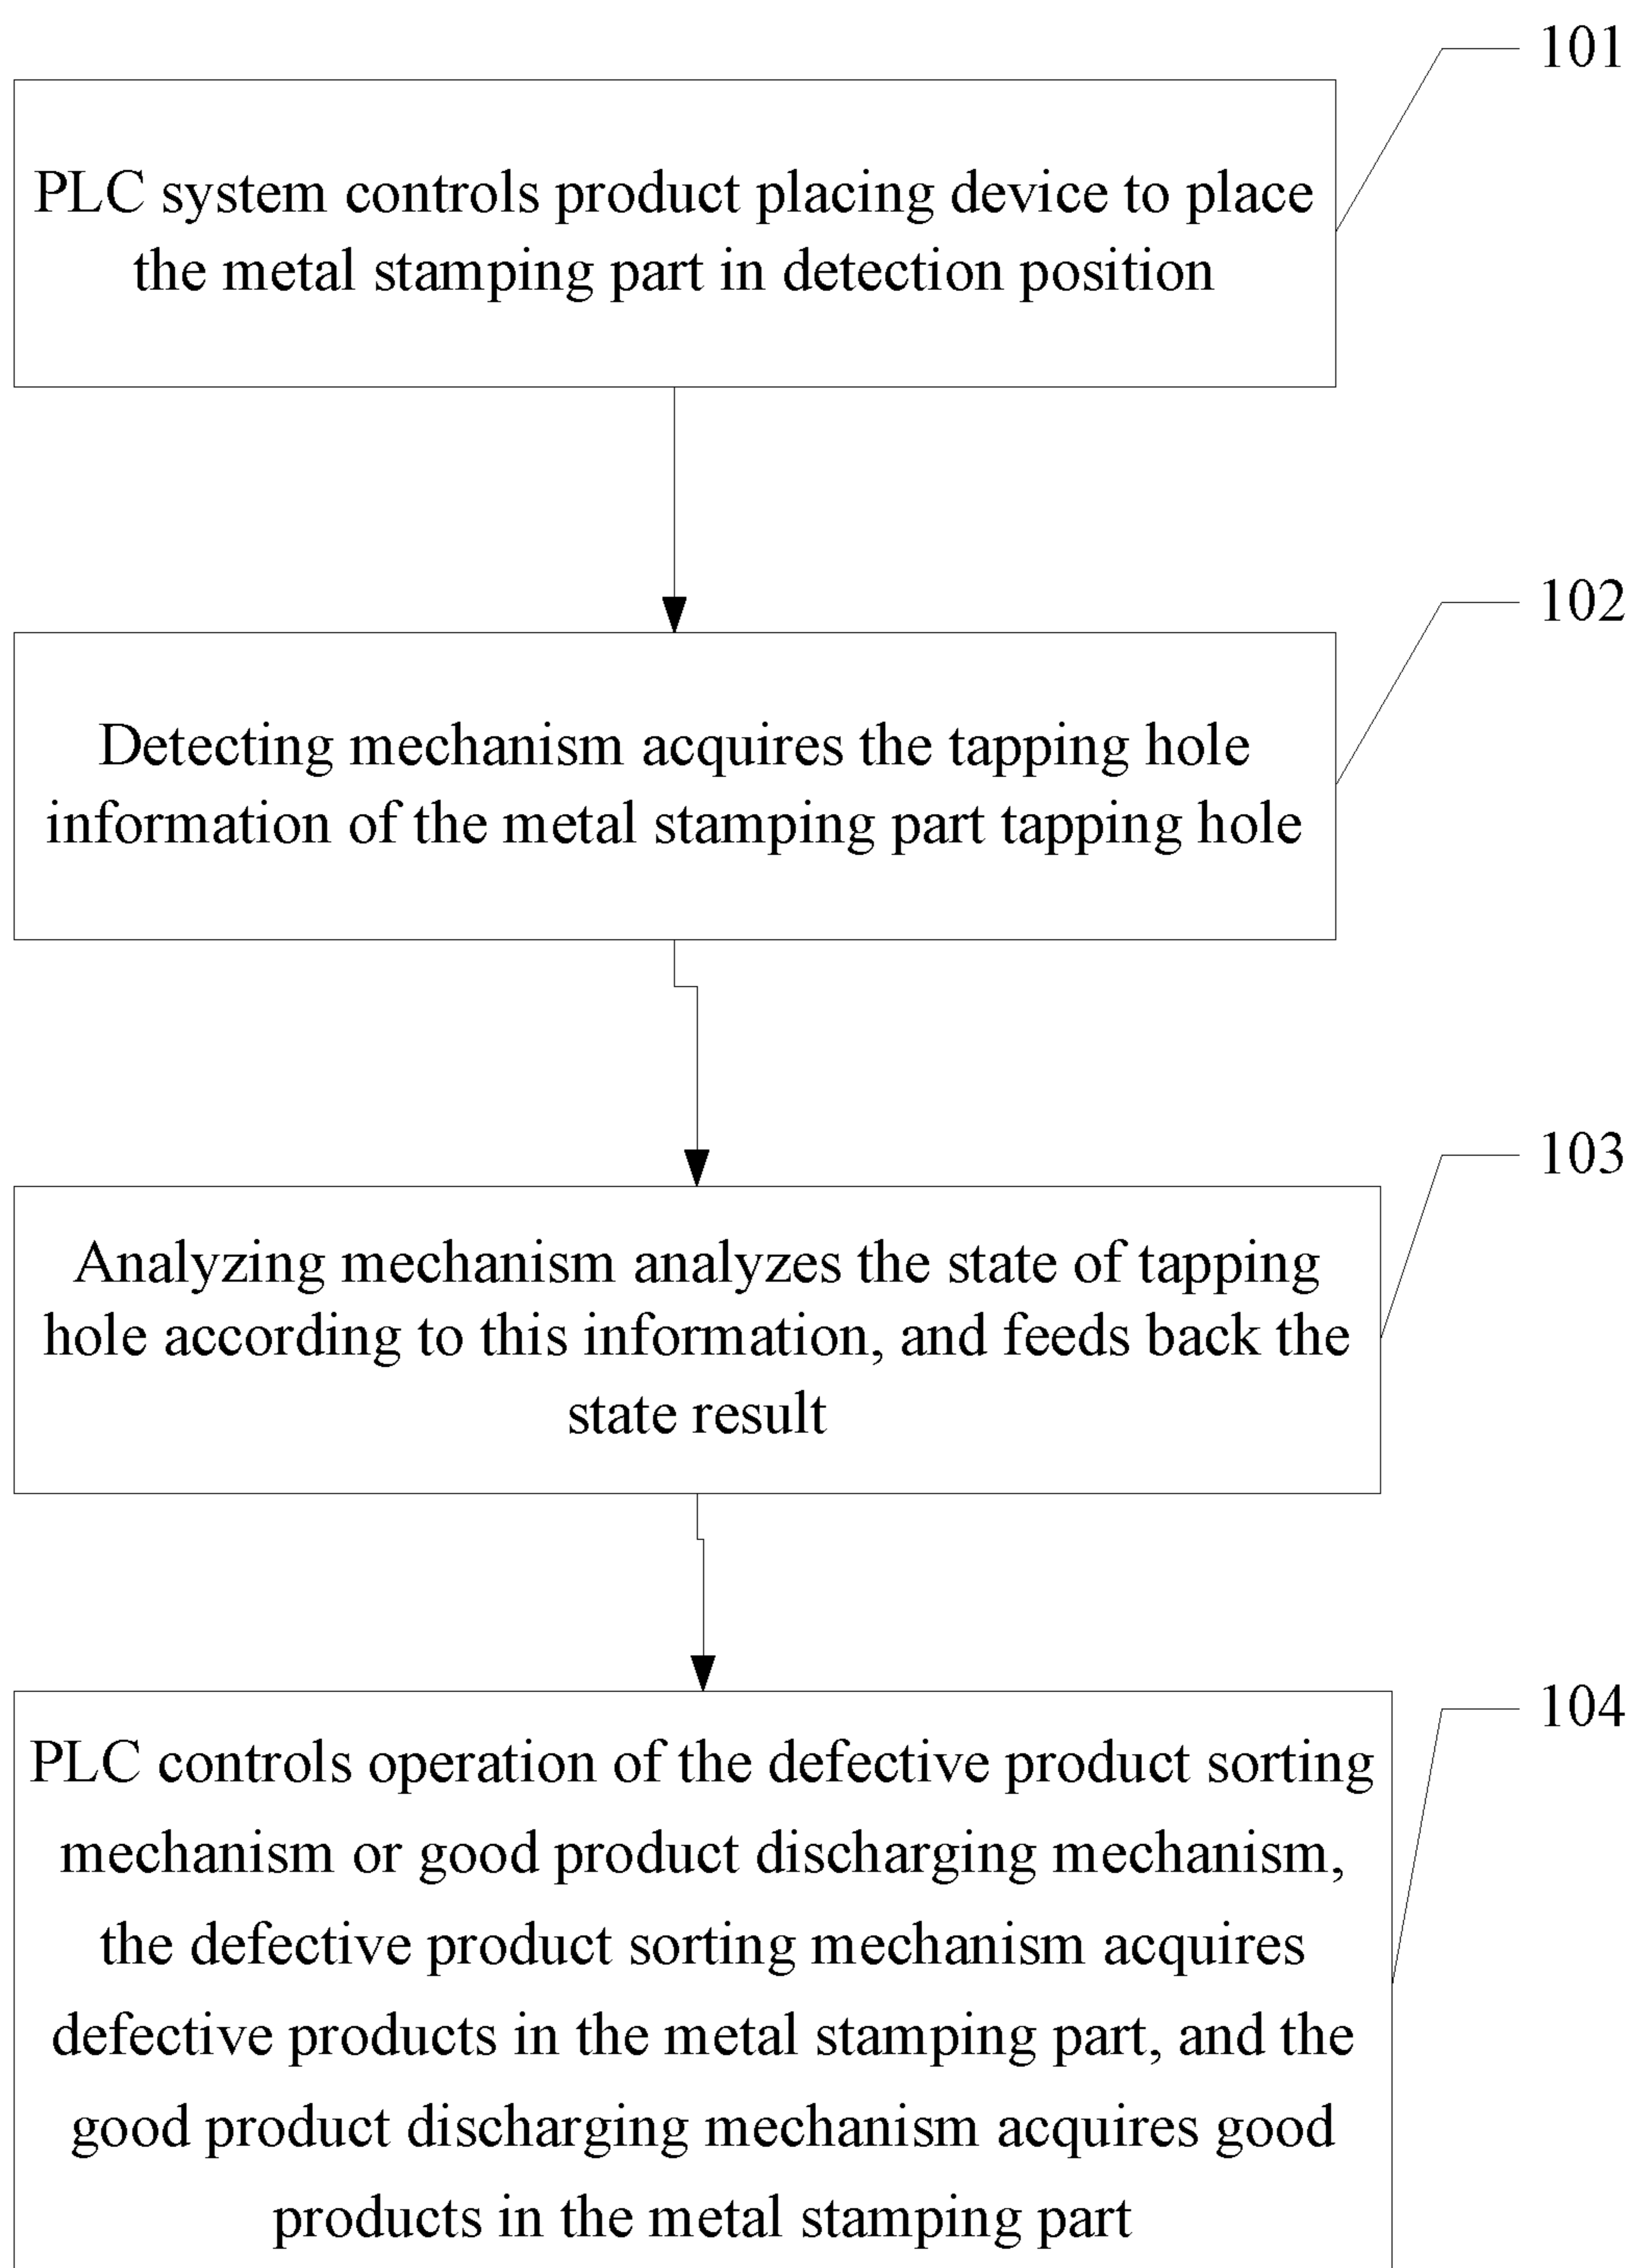 101
PLC system controls product placing device to place
the metal stamping part in detection position
102
Detecting mechanism acquires the tapping hole
information of the metal stamping part tapping hole
103
Analyzing mechanism analyzes the state of tapping
hole according to this information, and feeds back the
state result
104
PLC controls operation of the defective product sorting
mechanism or good product discharging mechanism,
the defective product sorting mechanism acquires
defective products in the metal stamping part, and the
good product discharging mechanism acquires good
products in the metal stamping part